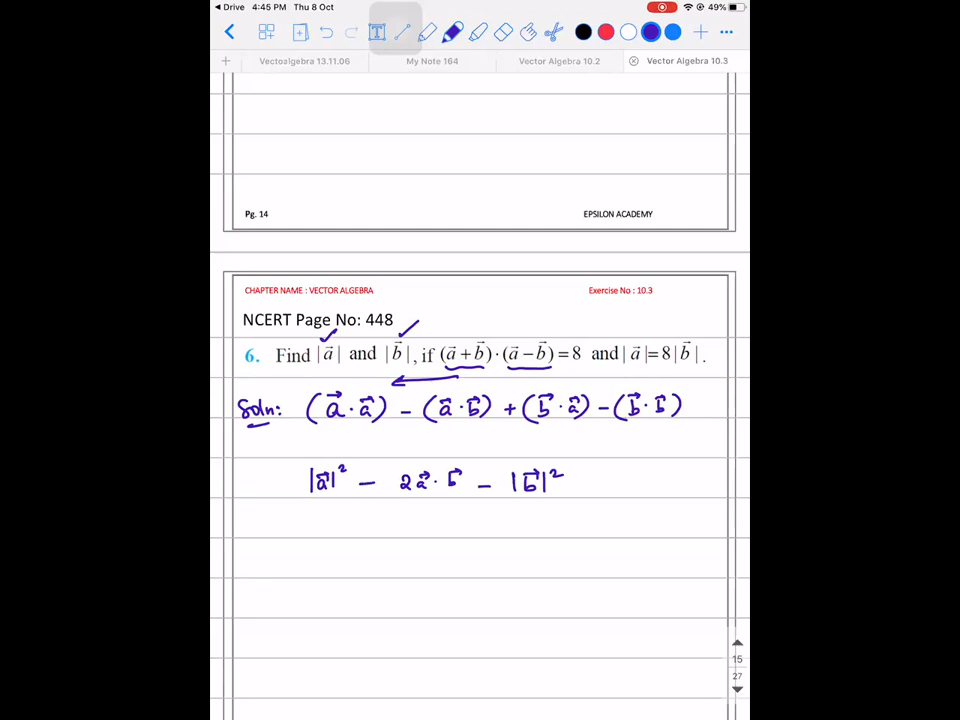 Drive 4:45 PM Thu 8 Oct 49%
Vectoalgebra 13.11.06 My Note 164 Vector Algebra 10.2 Vector Algebra 10.3
Pg. 14 EPSILON ACADEMY
CHAPTER NAME : VECTOR ALGEBRA Exercise No : 10.3
NCERT Page No: 448
6. Find |a⃗| and |b⃗|, if (a⃗ + b⃗)·(a⃗ − b⃗) = 8 and |a⃗| = 8|b⃗|.
Soln: (a⃗ · a⃗) − (a⃗ · b⃗) + (b⃗ · a⃗) − (b⃗ · b⃗)
|a⃗|² − 2a⃗ · b⃗ − |b⃗|²
15
27